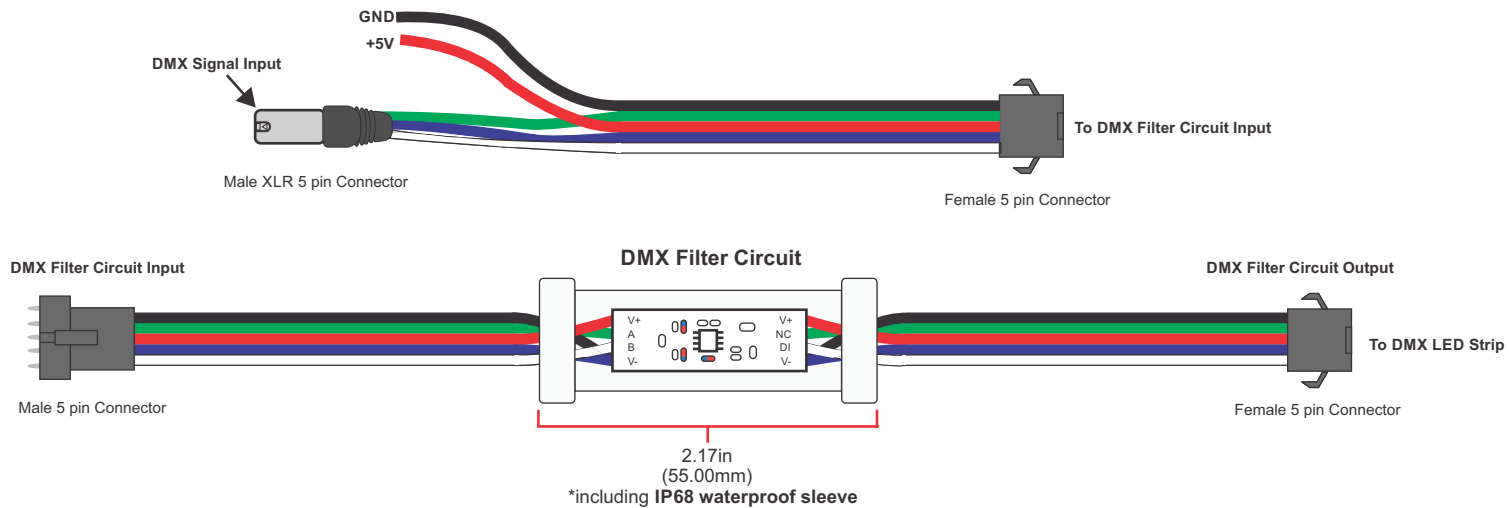 GND
+5V
DMX Signal Input
To DMX Filter Circuit Input
Male XLR 5 pin Connector
Female 5 pin Connector
DMX Filter Circuit
DMX Filter Circuit Input
DMX Filter Circuit Output
V+
A
B
V-
V+
NC
DI
V-
To DMX LED Strip
Male 5 pin Connector
Female 5 pin Connector
2.17in
(55.00mm)
*including IP68 waterproof sleeve